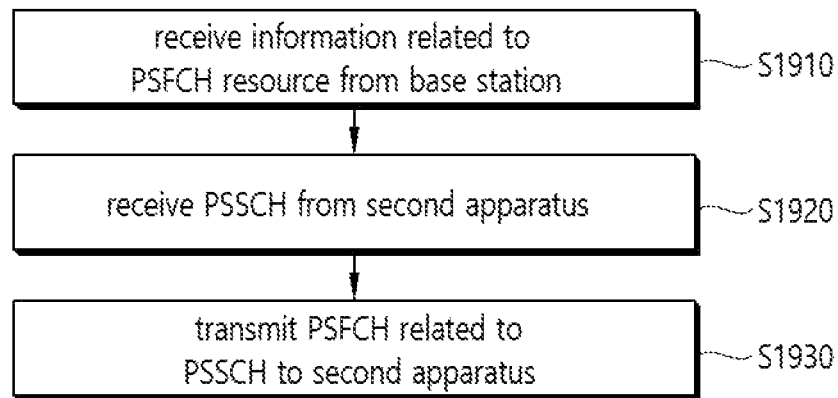 receive information related to
PSFCH resource from base station
S1910
receive PSSCH from second apparatus
S1920
transmit PSFCH related to
PSSCH to second apparatus
S1930